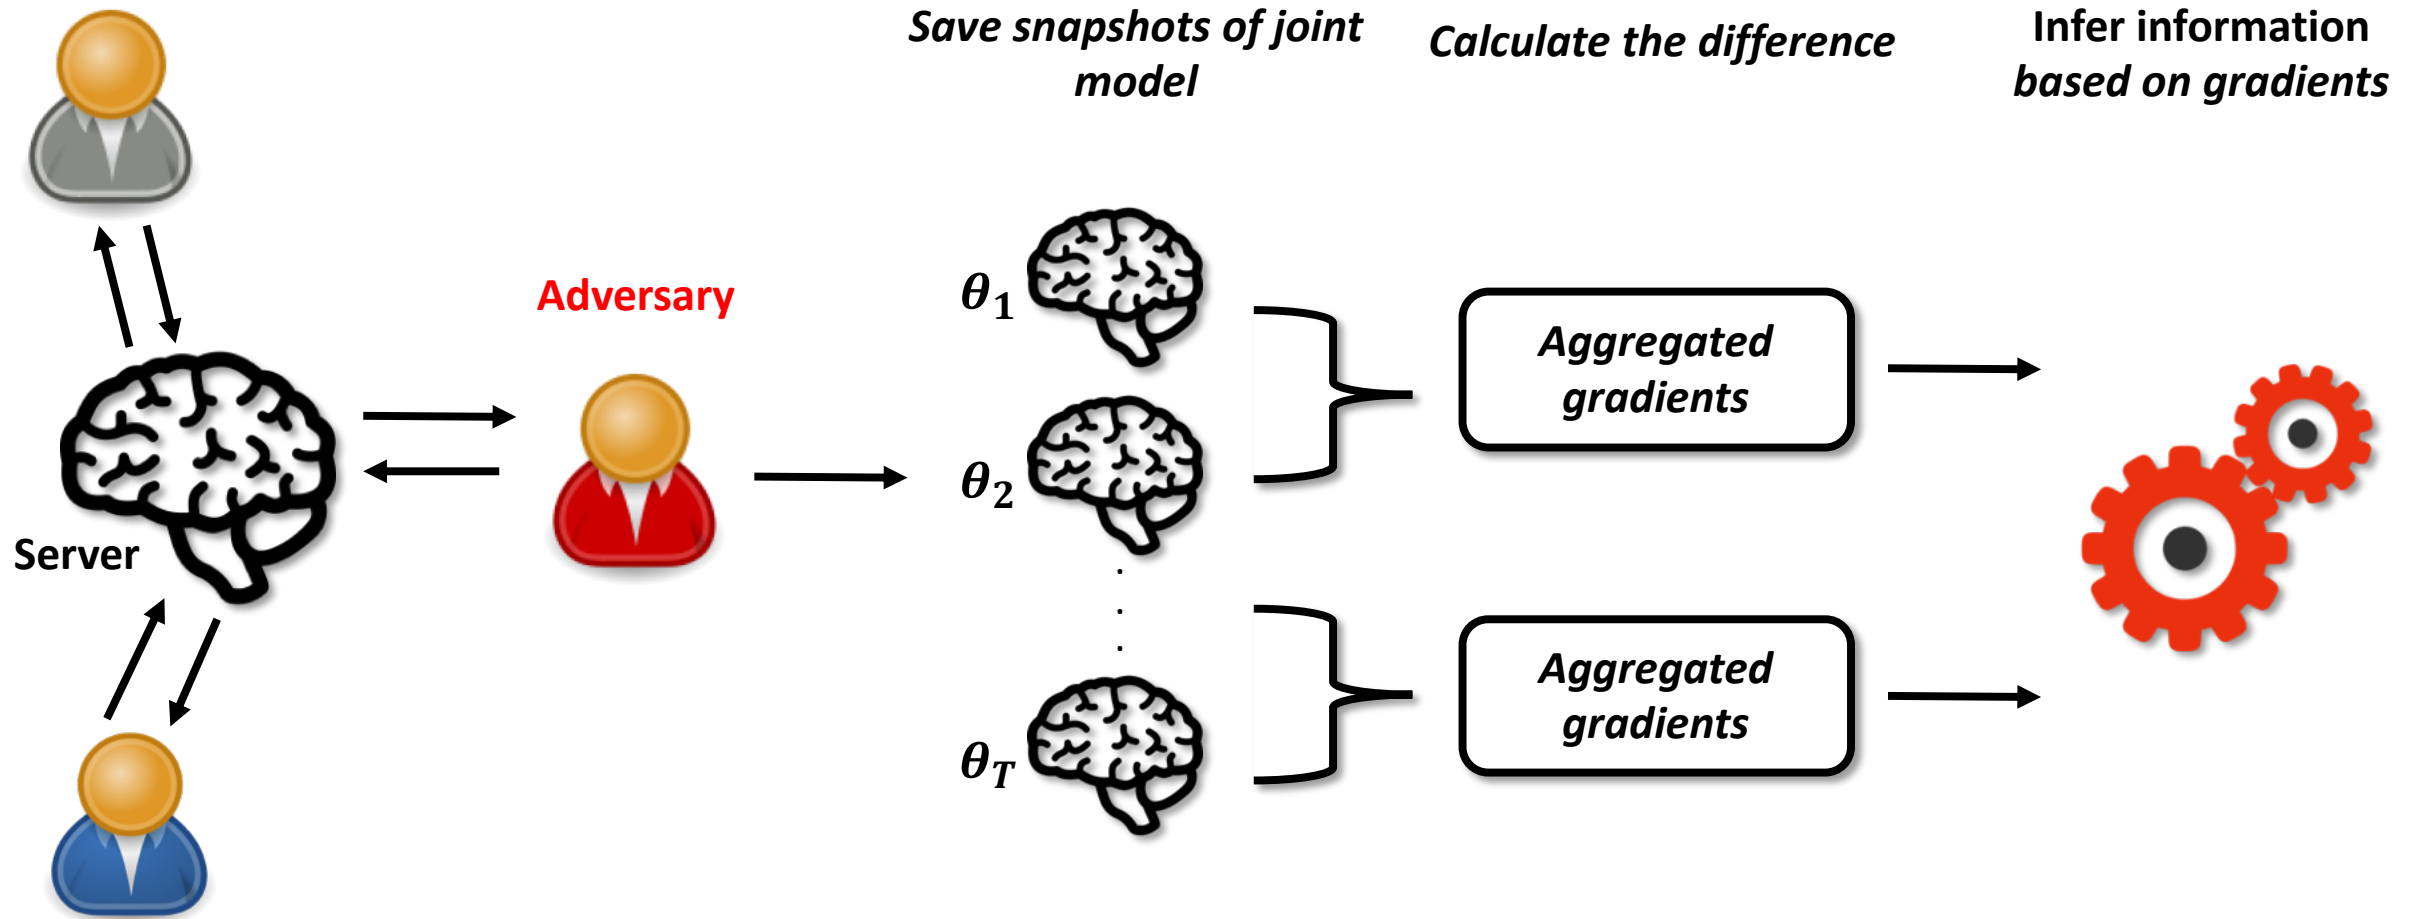 Save snapshots of joint
model
Calculate the difference
Infer information
based on gradients
Adversary
Server
θ₁
θ₂
.
.
.
θ_T
Aggregated
gradients
Aggregated
gradients